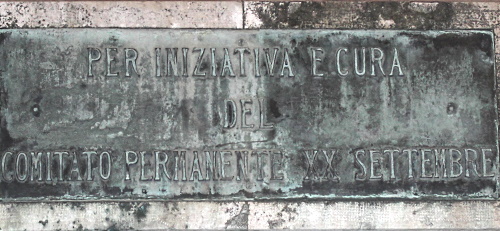 PER INIZIATIVA E CURA
DEL
COMITATO PERMANENTE XX SETTEMBRE